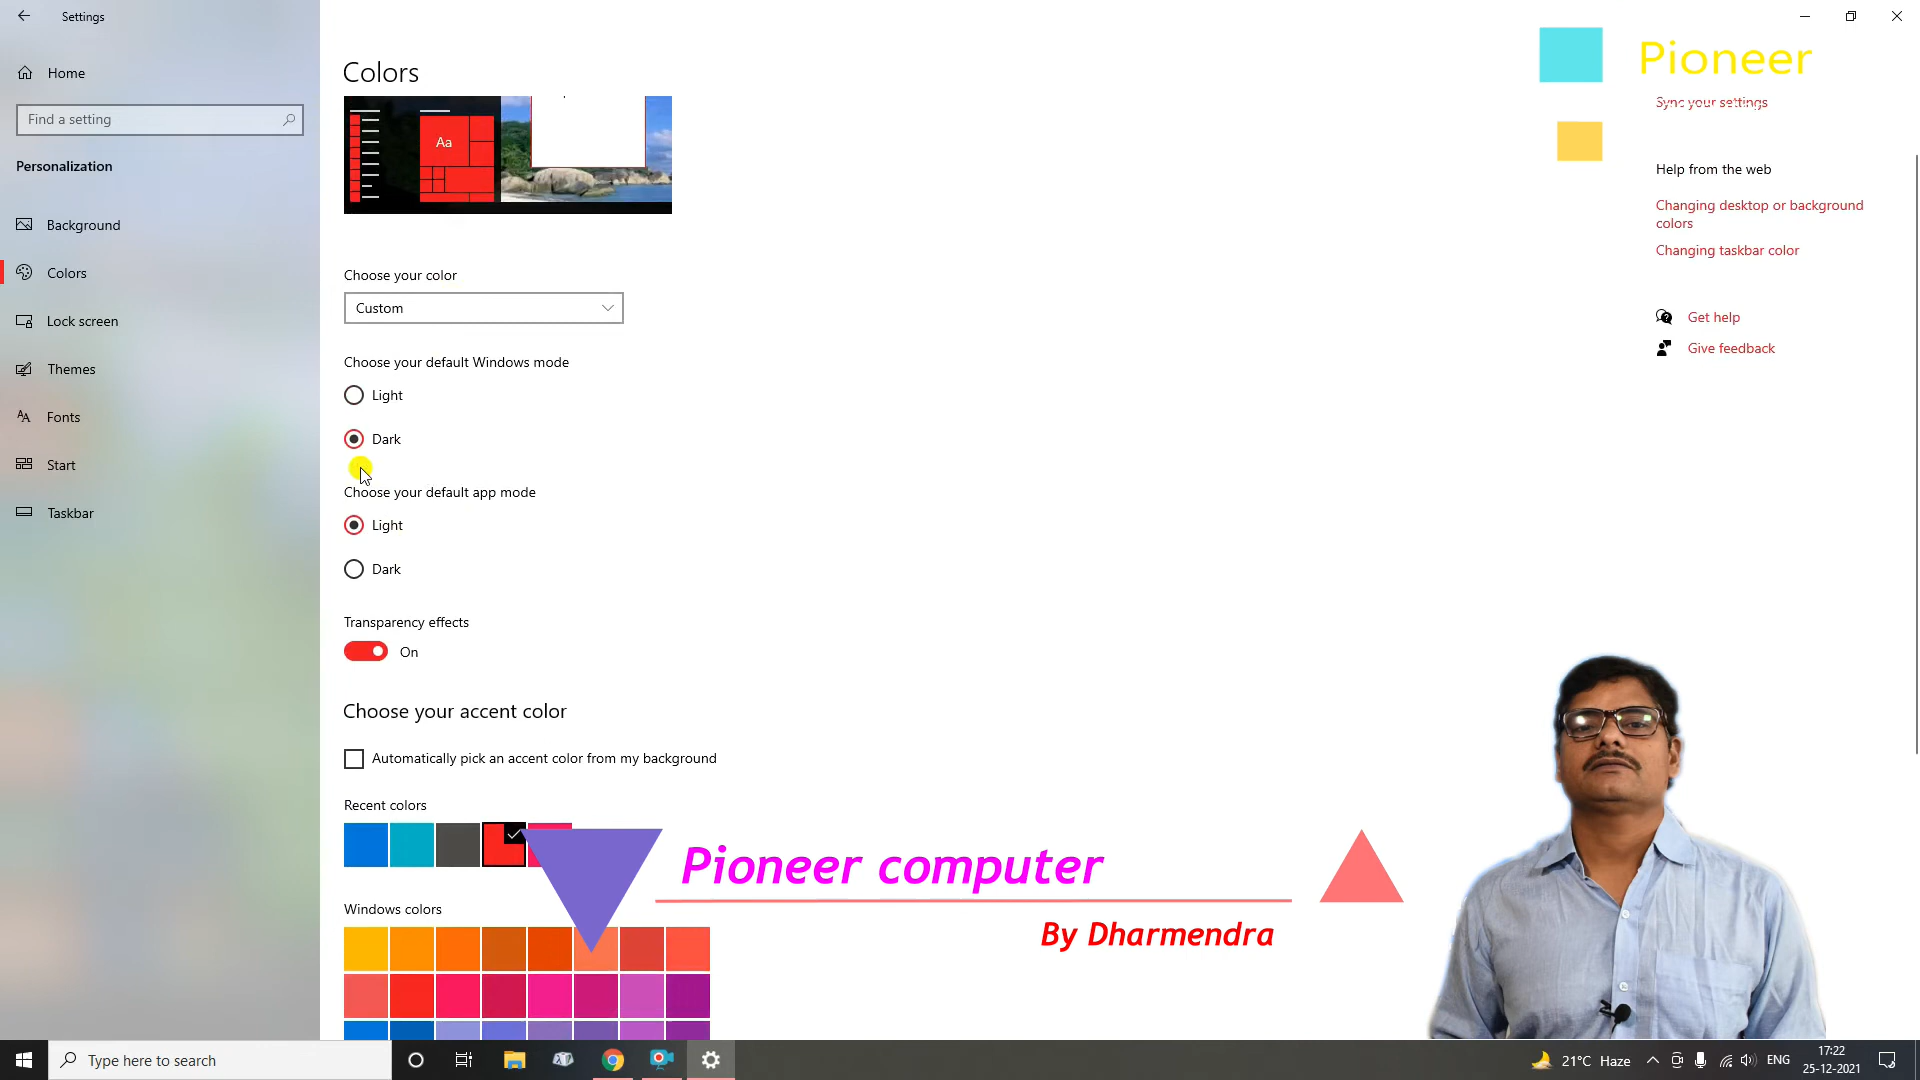 Settings
Home
Find a setting
Personalization
Background
Colors
Lock screen
Themes
Fonts
Start
Taskbar
Colors
Aa
Choose your color
Custom
Choose your default Windows mode
Light
Dark
Choose your default app mode
Light
Dark
Transparency effects
On
Choose your accent color
Automatically pick an accent color from my background
Recent colors
Windows colors
Pioneer
Sync your settings
Help from the web
Changing desktop or background
colors
Changing taskbar color
Get help
Give feedback
Pioneer computer
By Dharmendra
Type here to search
21°C Haze
ENG
17:22
25-12-2021